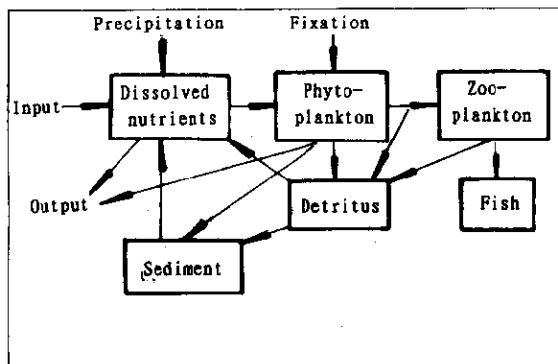 Precipitation
Fixation
Input
Dissolved
nutrients
Phyto-
plankton
Zoo-
plankton
Output
Detritus
Fish
Sediment